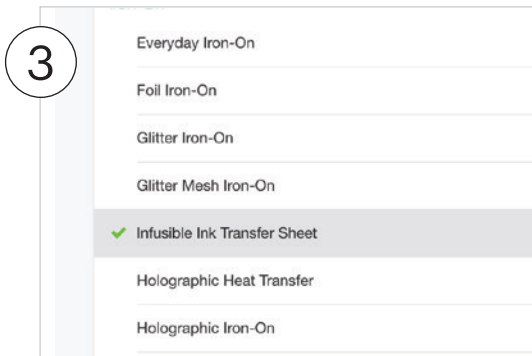 3
Everyday Iron-On
Foil Iron-On
Glitter Iron-On
Glitter Mesh Iron-On
Infusible Ink Transfer Sheet
Holographic Heat Transfer
Holographic Iron-On